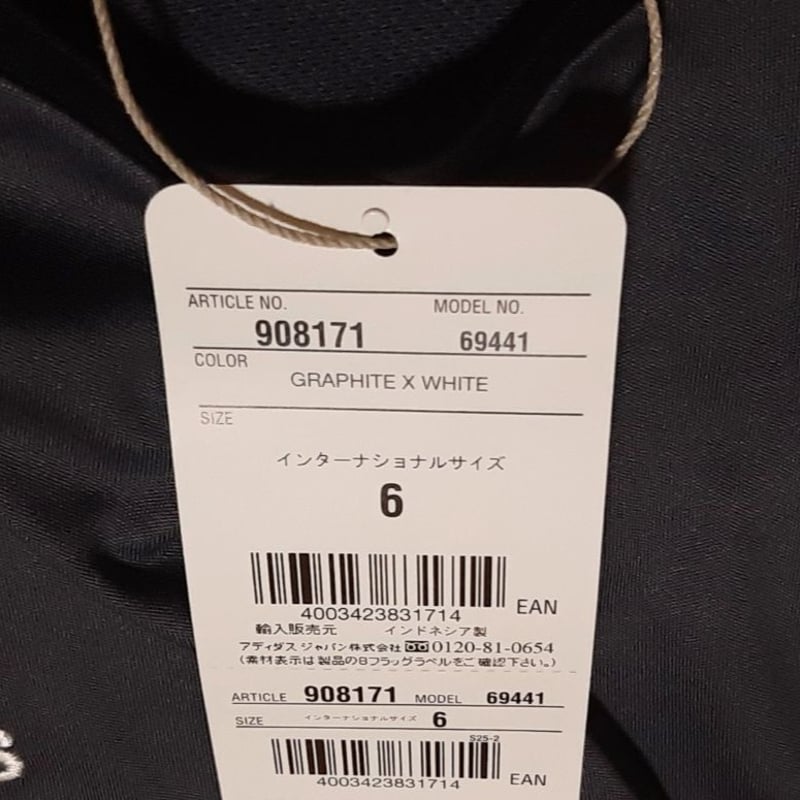 ARTICLE NO. MODEL NO.
908171 69441
COLOR
GRAPHITE X WHITE
SIZE
インターナショナルサイズ
6
EAN
4003423831714
輸入販売元 インドネシア製
アディダス ジャパン株式会社 0120-81-0654
(素材表示は製品のBフラッグラベルをご確認下さい。)
ARTICLE 908171 MODEL 69441
SIZE インターナショナルサイズ 6
S25-2
EAN
4003423831714